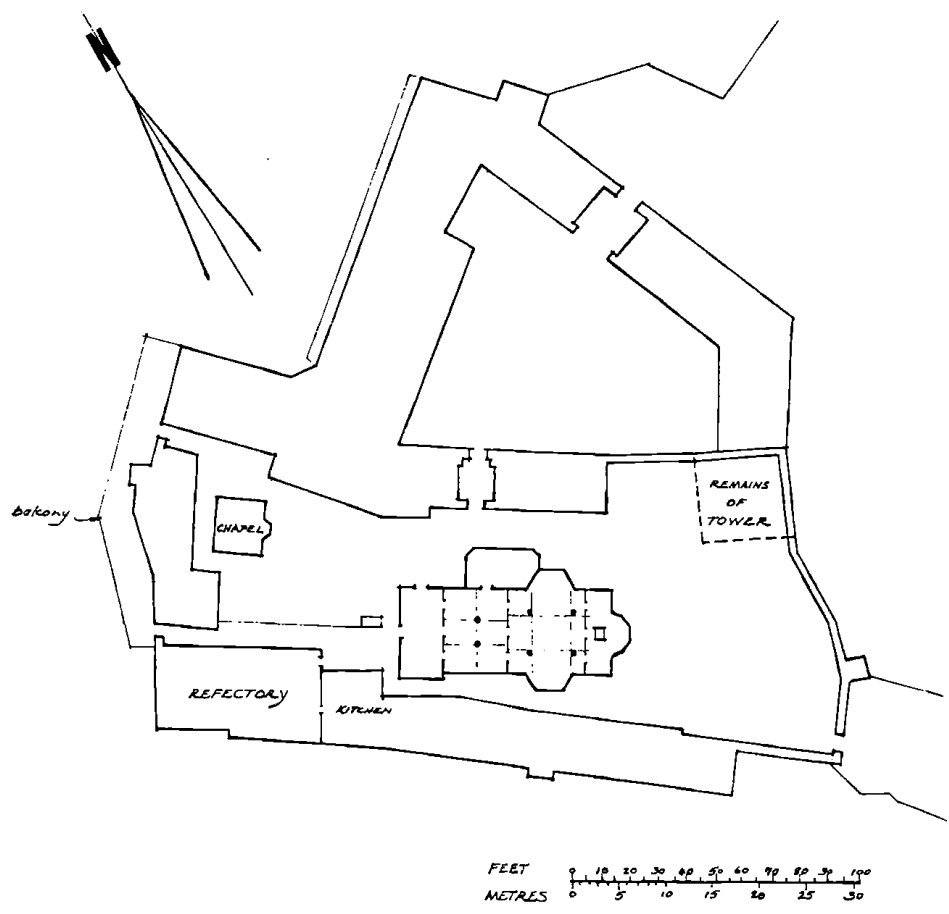 N
REMAINS
OF
TOWER
balcony
CHAPEL
REFECTORY
KITCHEN
FEET 0 10 20 30 40 50 60 70 80 90 100
METRES 0 5 10 15 20 25 30